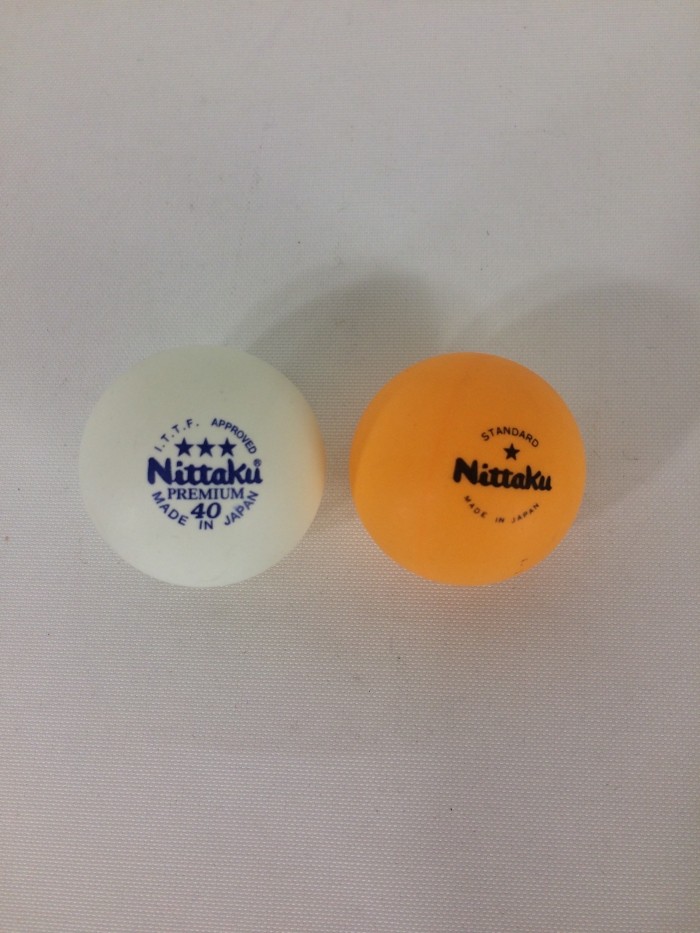 I.T.T.F. APPROVED
★★★
Nittaku®
PREMIUM
40
MADE IN JAPAN
STANDARD
★
Nittaku
MADE IN JAPAN